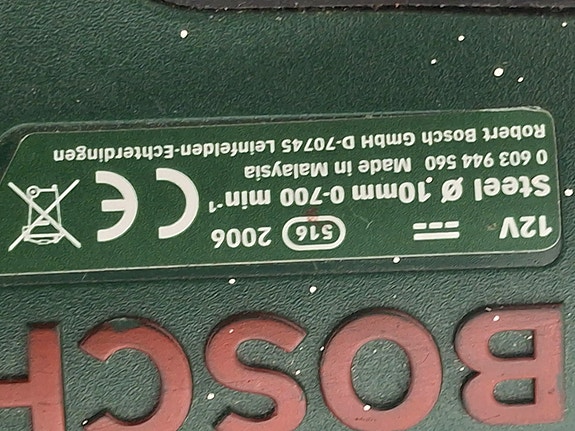 BOSCH
12V ⎓ 516 2006
Steel Ø 10mm 0-700 min⁻¹
0 603 944 560 Made in Malaysia
Robert Bosch GmbH D-70745 Leinfelden-Echterdingen
CE